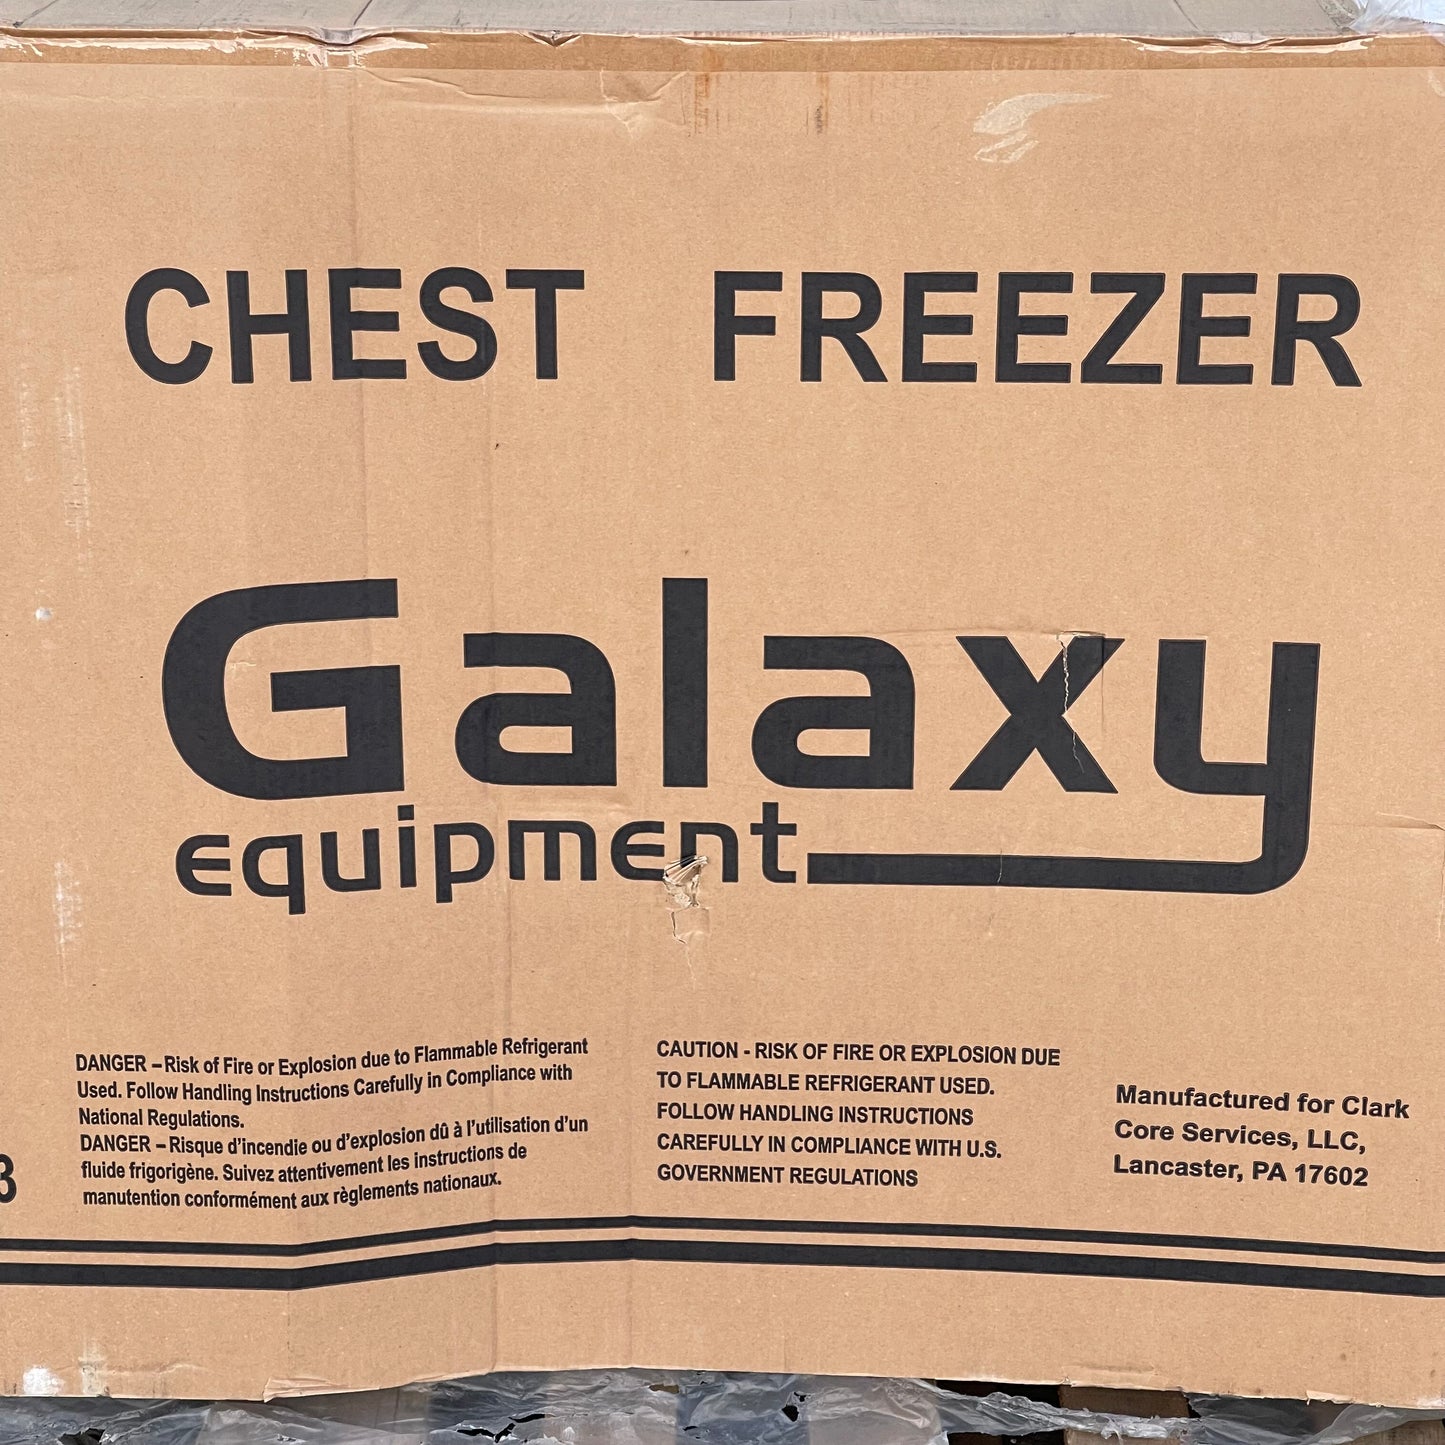 CHEST FREEZER
Galaxy
equipment
DANGER – Risk of Fire or Explosion due to Flammable Refrigerant
Used. Follow Handling Instructions Carefully in Compliance with
National Regulations.
DANGER – Risque d'incendie ou d'explosion dû à l'utilisation d'un
fluide frigorigène. Suivez attentivement les instructions de
manutention conformément aux règlements nationaux.
CAUTION - RISK OF FIRE OR EXPLOSION DUE
TO FLAMMABLE REFRIGERANT USED.
FOLLOW HANDLING INSTRUCTIONS
CAREFULLY IN COMPLIANCE WITH U.S.
GOVERNMENT REGULATIONS
Manufactured for Clark
Core Services, LLC,
Lancaster, PA 17602
3